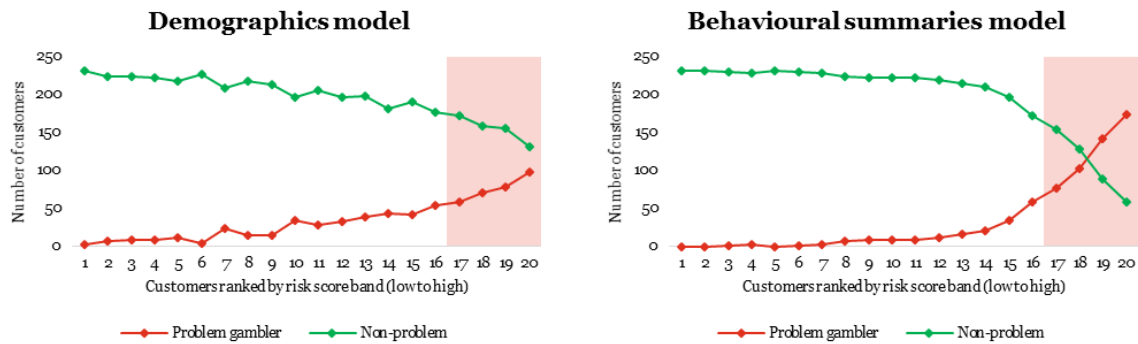 Demographics model
250
200
150
100
50
0
Number of customers
1 2 3 4 5 6 7 8 9 10 11 12 13 14 15 16 17 18 19 20
Customers ranked by risk score band (low to high)
Problem gambler Non-problem
Behavioural summaries model
250
200
150
100
50
0
Number of customers
1 2 3 4 5 6 7 8 9 10 11 12 13 14 15 16 17 18 19 20
Customers ranked by risk score band (low to high)
Problem gambler Non-problem